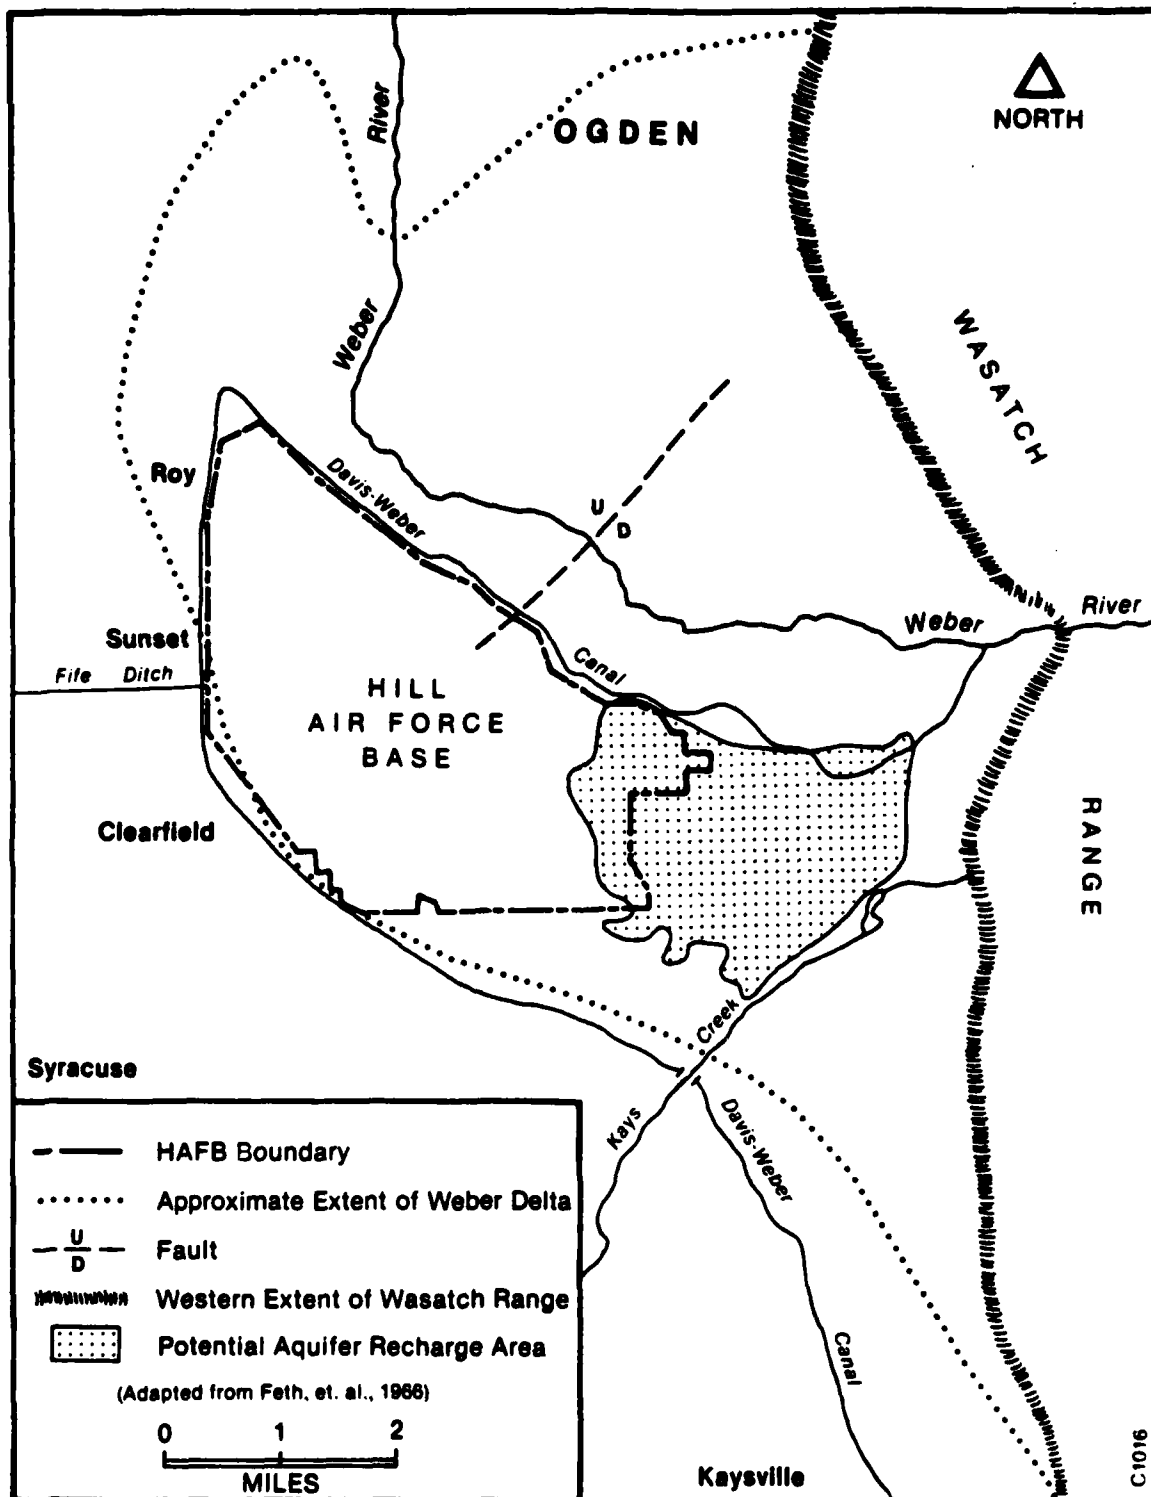 OGDEN
NORTH
River
Weber
WASATCH
Roy
Davis-Weber
U
D
River
Weber
Sunset
Canal
Fife Ditch
HILL
AIR FORCE
BASE
RANGE
Clearfield
Creek
Syracuse
Kays
Davis-Weber
Canal
HAFB Boundary
Approximate Extent of Weber Delta
U
D
Fault
Western Extent of Wasatch Range
Potential Aquifer Recharge Area
(Adapted from Feth, et. al., 1966)
0 1 2
MILES
Kaysville
C1016